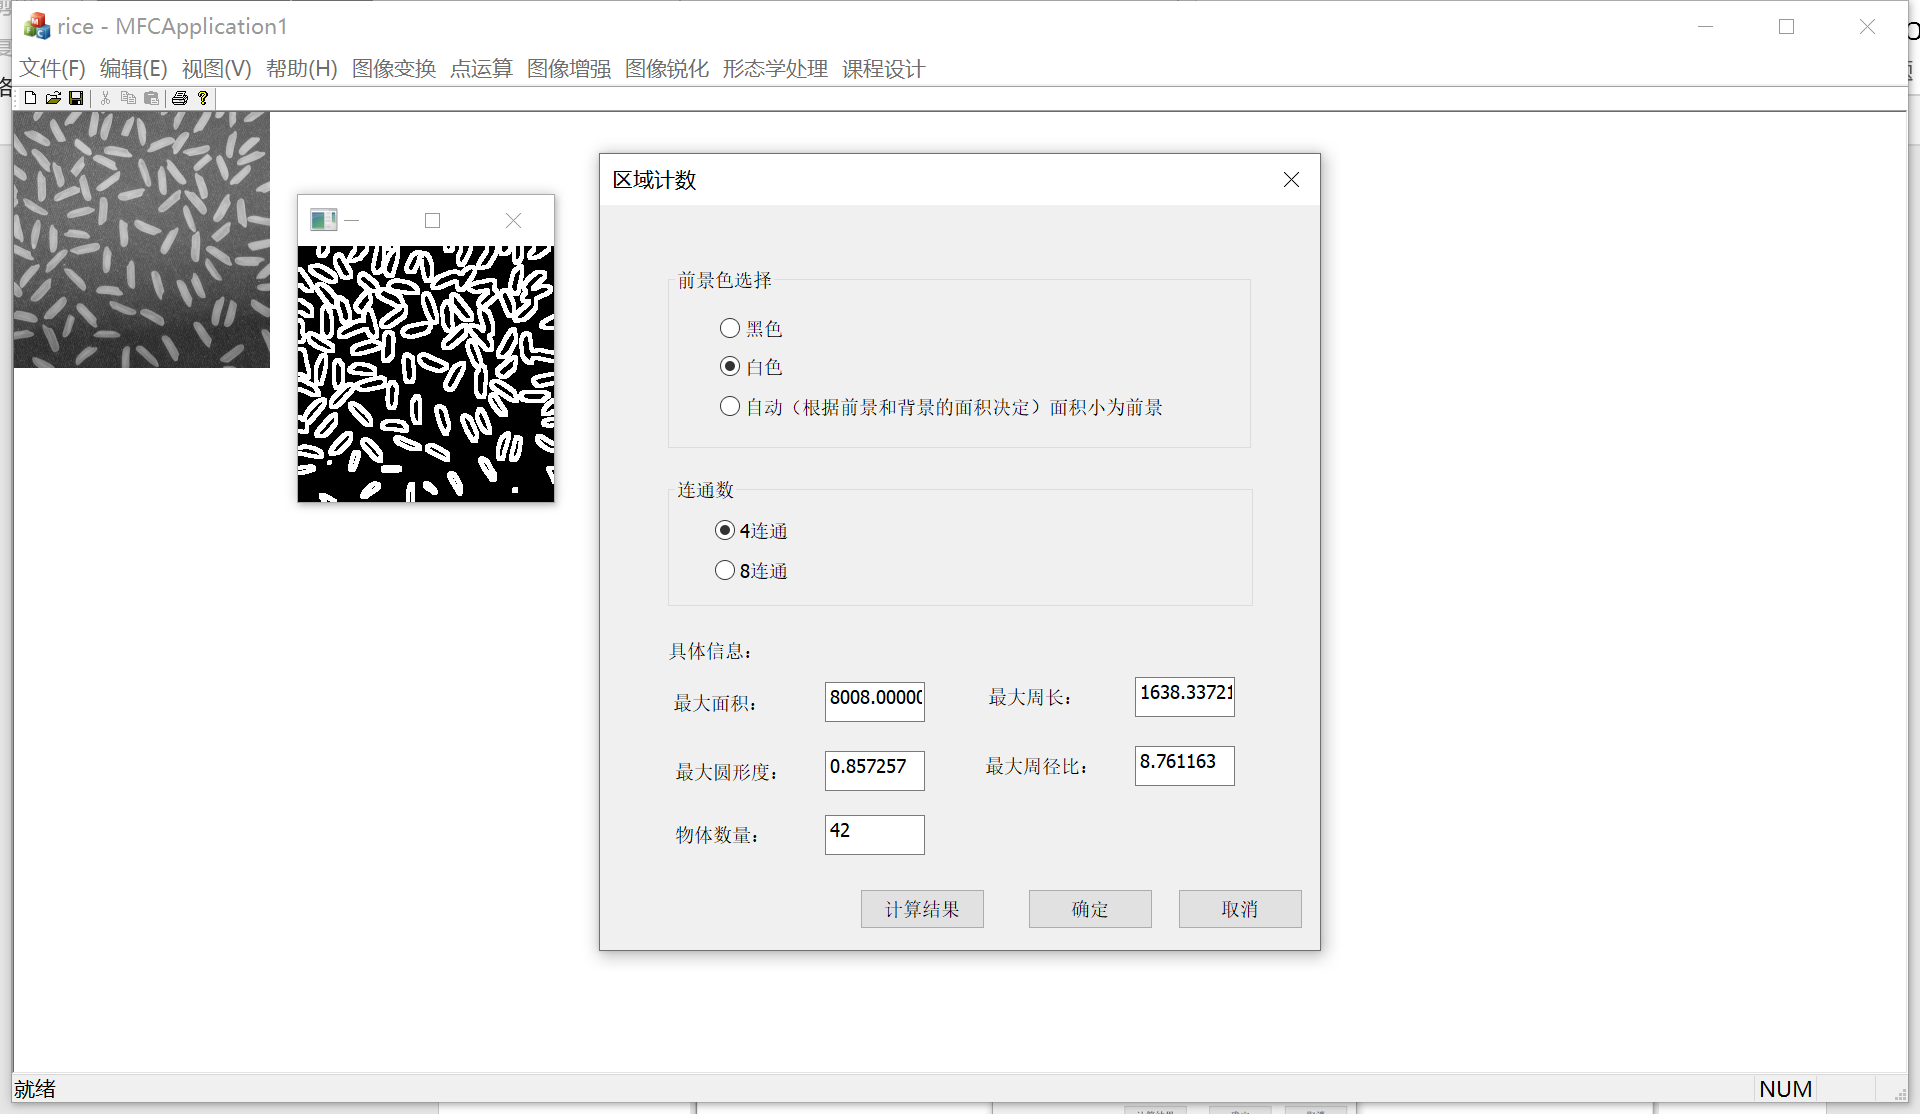 rice - MFCApplication1
文件(F) 编辑(E) 视图(V) 帮助(H) 图像变换 点运算 图像增强 图像锐化 形态学处理 课程设计
区域计数
前景色选择
黑色
白色
自动（根据前景和背景的面积决定）面积小为前景
连通数
4连通
8连通
具体信息：
最大面积： 8008.0000 最大周长： 1638.33721
最大圆形度： 0.857257 最大周径比： 8.761163
物体数量： 42
计算结果 确定 取消
就绪 NUM